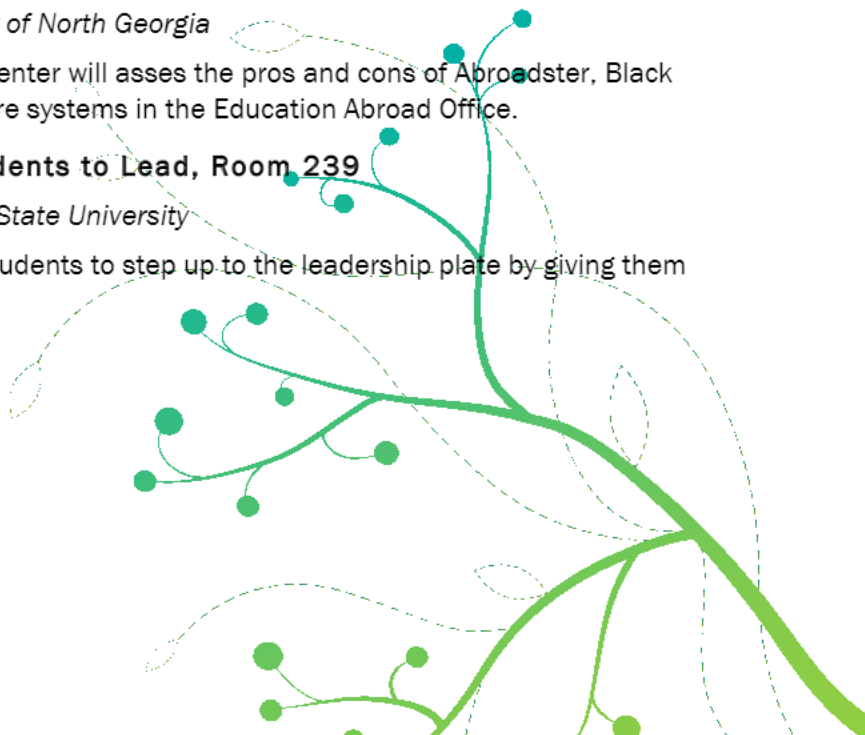 of North Georgia
enter will asses the pros and cons of Abroadster, Black
re systems in the Education Abroad Office.
dents to Lead, Room 239
State University
udents to step up to the leadership plate by giving them